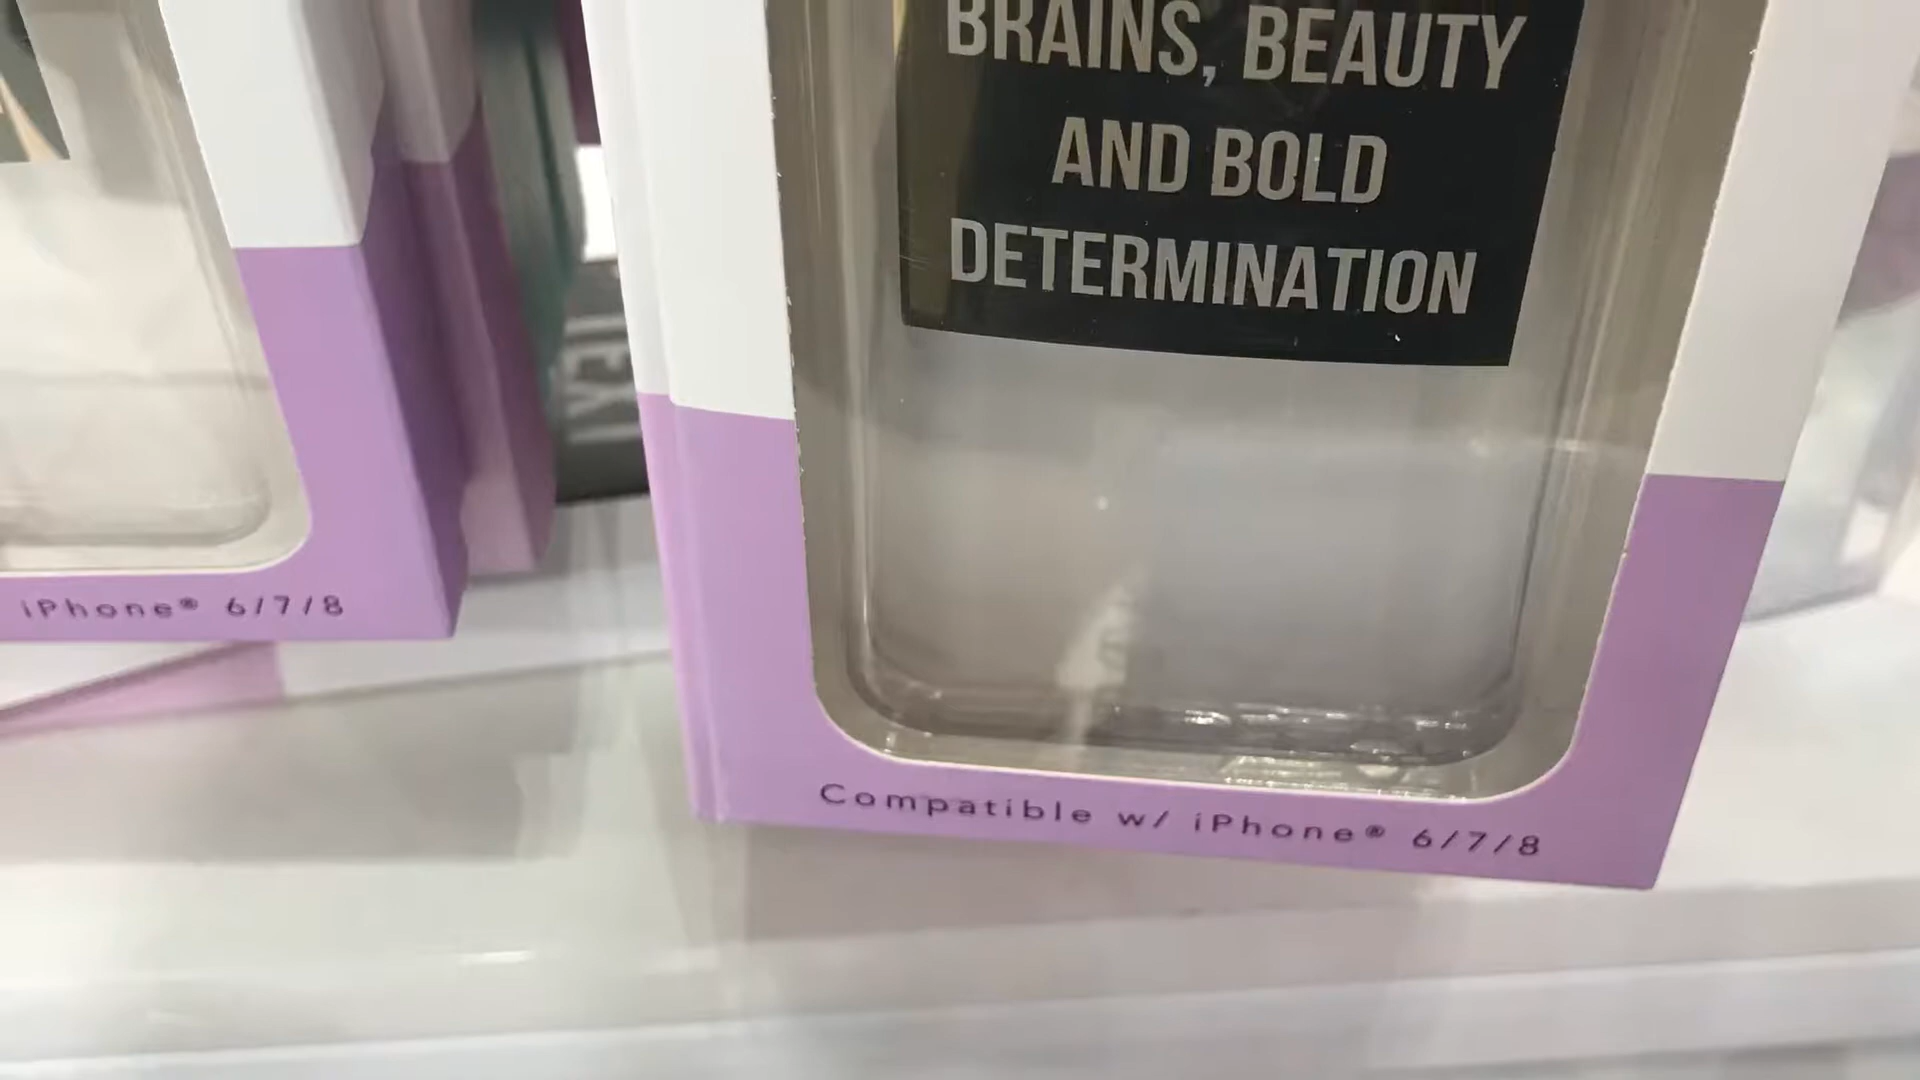 BRAINS, BEAUTY
AND BOLD
DETERMINATION
iPhone® 6/7/8
Compatible w/ iPhone® 6/7/8